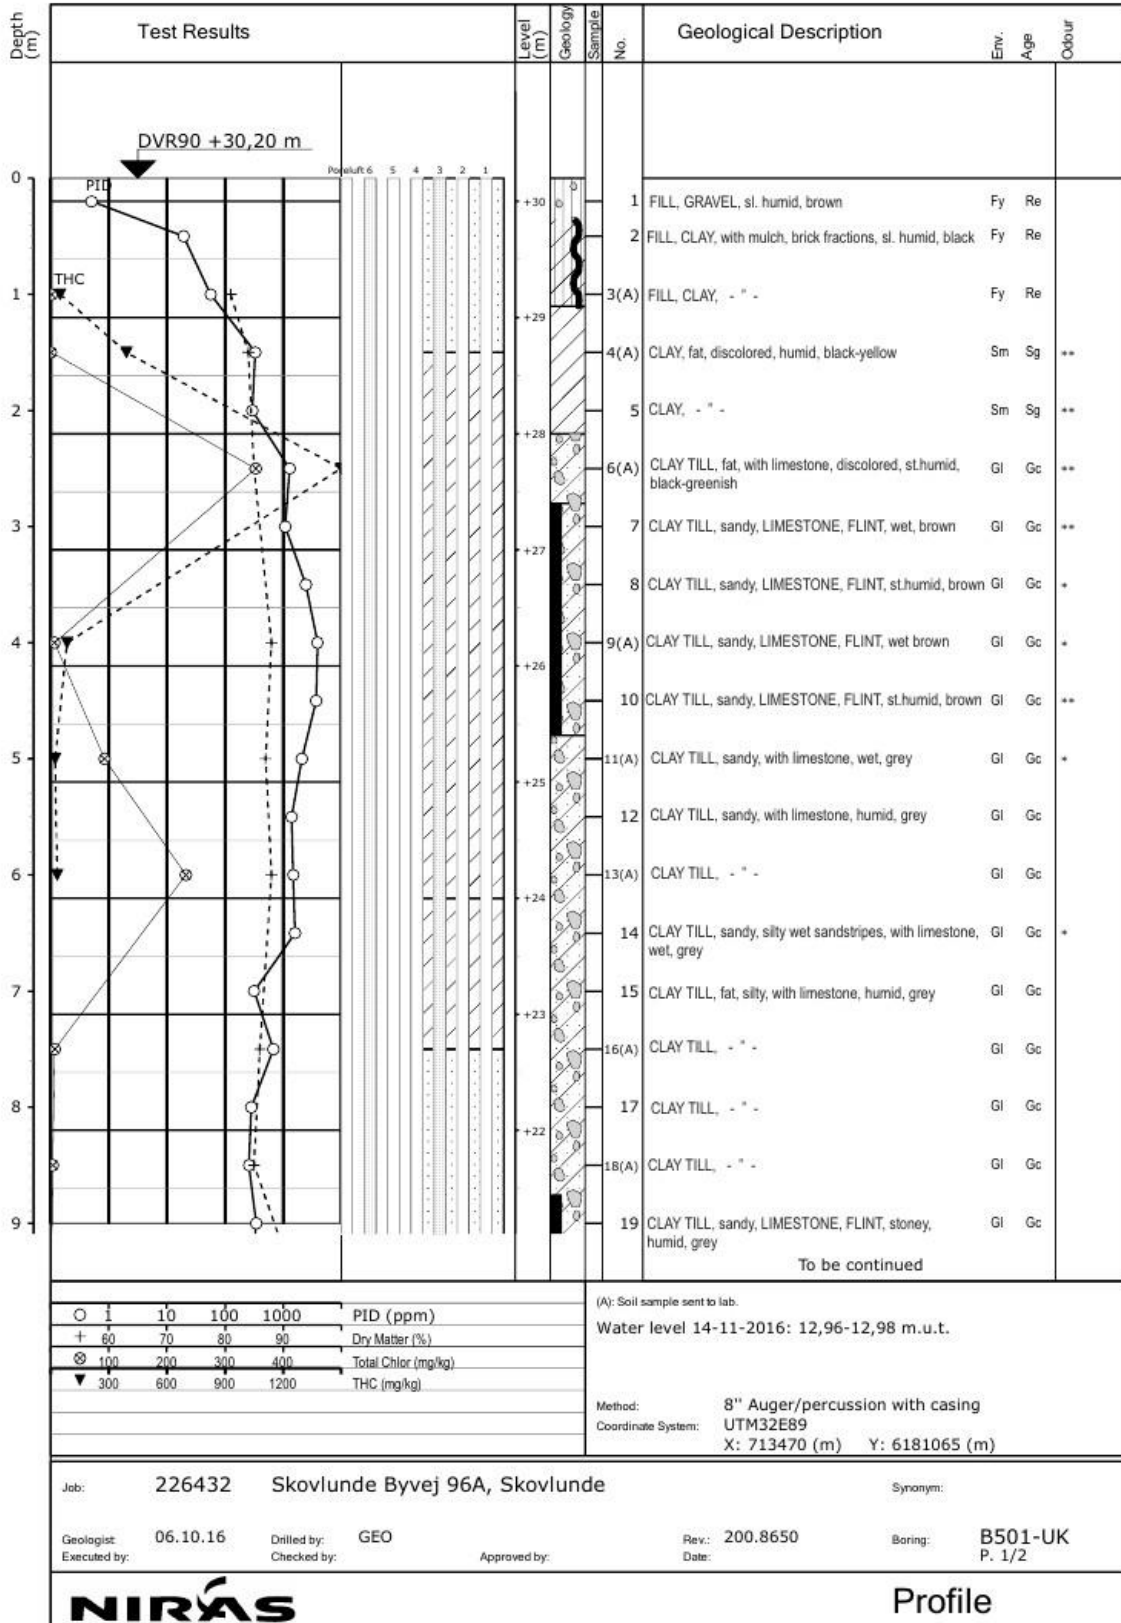 Depth (m)
Test Results
Level (m)
Geology
Sample
No.
Geological Description
Env.
Age
Odour
DVR90 +30,20 m
Poreluft 6 5 4 3 2 1
PID
THC
0
1
2
3
4
5
6
7
8
9
+30
+29
+28
+27
+26
+25
+24
+23
+22
1 FILL, GRAVEL, sl. humid, brown Fy Re
2 FILL, CLAY, with mulch, brick fractions, sl. humid, black Fy Re
3(A) FILL, CLAY, - " - Fy Re
4(A) CLAY, fat, discolored, humid, black-yellow Sm Sg **
5 CLAY, - " - Sm Sg **
6(A) CLAY TILL, fat, with limestone, discolored, st.humid, Gl Gc **
black-greenish
7 CLAY TILL, sandy, LIMESTONE, FLINT, wet, brown Gl Gc **
8 CLAY TILL, sandy, LIMESTONE, FLINT, st.humid, brown Gl Gc *
9(A) CLAY TILL, sandy, LIMESTONE, FLINT, wet brown Gl Gc *
10 CLAY TILL, sandy, LIMESTONE, FLINT, st.humid, brown Gl Gc **
11(A) CLAY TILL, sandy, with limestone, wet, grey Gl Gc *
12 CLAY TILL, sandy, with limestone, humid, grey Gl Gc
13(A) CLAY TILL, - " - Gl Gc
14 CLAY TILL, sandy, silty wet sandstripes, with limestone, Gl Gc *
wet, grey
15 CLAY TILL, fat, silty, with limestone, humid, grey Gl Gc
16(A) CLAY TILL, - " - Gl Gc
17 CLAY TILL, - " - Gl Gc
18(A) CLAY TILL, - " - Gl Gc
19 CLAY TILL, sandy, LIMESTONE, FLINT, stoney, Gl Gc
humid, grey
To be continued
1 10 100 1000 PID (ppm)
60 70 80 90 Dry Matter (%)
100 200 300 400 Total Chlor (mg/kg)
300 600 900 1200 THC (mg/kg)
(A): Soil sample sent to lab.
Water level 14-11-2016: 12,96-12,98 m.u.t.
Method: 8" Auger/percussion with casing
Coordinate System: UTM32E89
X: 713470 (m) Y: 6181065 (m)
Job: 226432 Skovlunde Byvej 96A, Skovlunde Synonym:
Geologist: 06.10.16 Drilled by: GEO Rev.: 200.8650 Boring: B501-UK
Executed by: Checked by: Approved by: Date: P. 1/2
NIRAS Profile